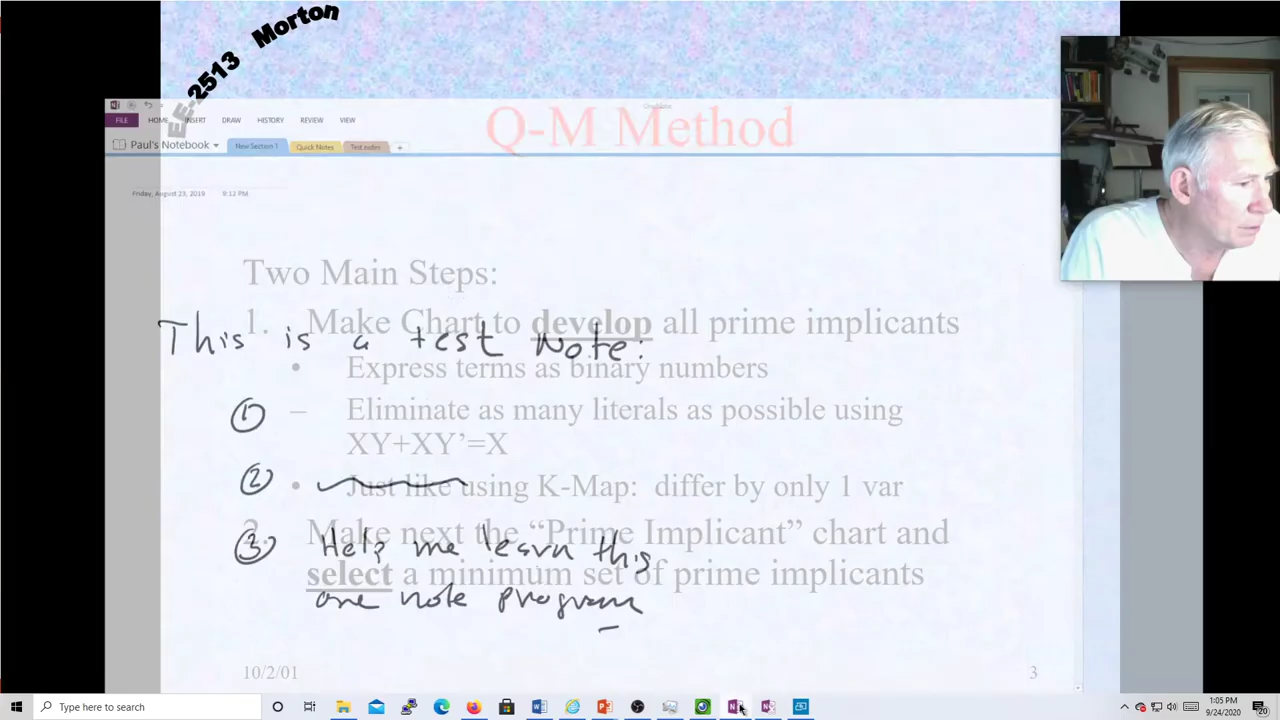 EE-2513 Morton
OneNote
FILE HOME INSERT DRAW HISTORY REVIEW VIEW
Q-M Method
Paul's Notebook New Section 1 Quick Notes Test notes +
Friday, August 23, 2019 9:12 PM
Two Main Steps:
1. Make Chart to develop all prime implicants
This is a test Note:
• Express terms as binary numbers
① – Eliminate as many literals as possible using
XY+XY’=X
② • Just like using K-Map: differ by only 1 var
2. Make next the “Prime Implicant” chart and
③ Help me learn this
select a minimum set of prime implicants
one note program
10/2/01 3
Type here to search
1:05 PM
9/24/2020
20